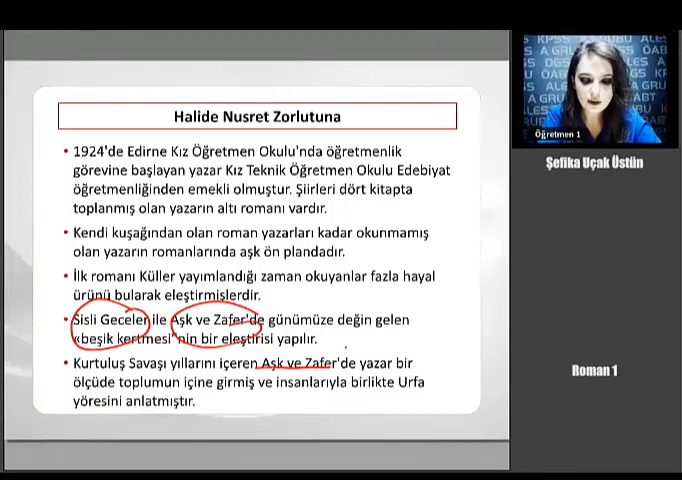 Halide Nusret Zorlutuna
• 1924'de Edirne Kız Öğretmen Okulu'nda öğretmenlik
görevine başlayan yazar Kız Teknik Öğretmen Okulu Edebiyat
öğretmenliğinden emekli olmuştur. Şiirleri dört kitapta
toplanmış olan yazarın altı romanı vardır.
• Kendi kuşağından olan roman yazarları kadar okunmamış
olan yazarın romanlarında aşk ön plandadır.
• İlk romanı Küller yayımlandığı zaman okuyanlar fazla hayal
ürünü bularak eleştirmişlerdir.
• Sisli Geceler ile Aşk ve Zafer'de günümüze değin gelen
«beşik kertmesi"nin bir eleştirisi yapılır.
• Kurtuluş Savaşı yıllarını içeren Aşk ve Zafer'de yazar bir
ölçüde toplumun içine girmiş ve insanlarıyla birlikte Urfa
yöresini anlatmıştır.
Öğretmen 1
Şefika Uçak Üstün
Roman 1